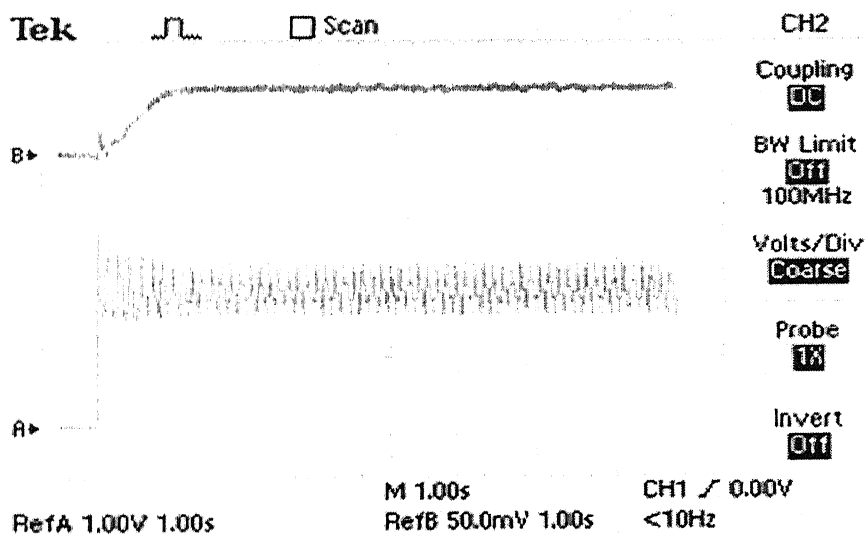 Tek
Scan
CH2
Coupling
DC
BW Limit
Off
100MHz
Volts/Div
Coarse
Probe
1X
Invert
Off
B
A
M 1.00s
CH1 0.00V
RefA 1.00V 1.00s
RefB 50.0mV 1.00s
<10Hz